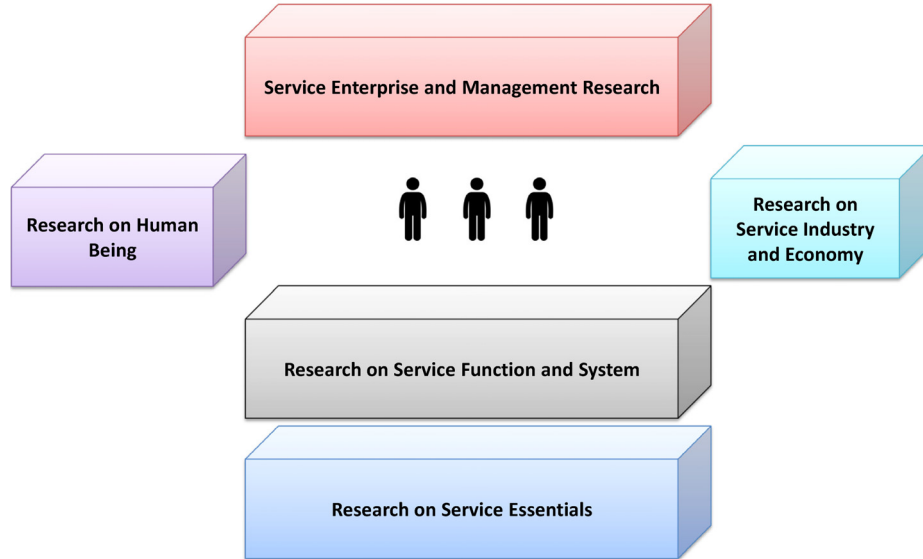 Service Enterprise and Management Research
Research on Human
Being
Research on
Service Industry
and Economy
Research on Service Function and System
Research on Service Essentials